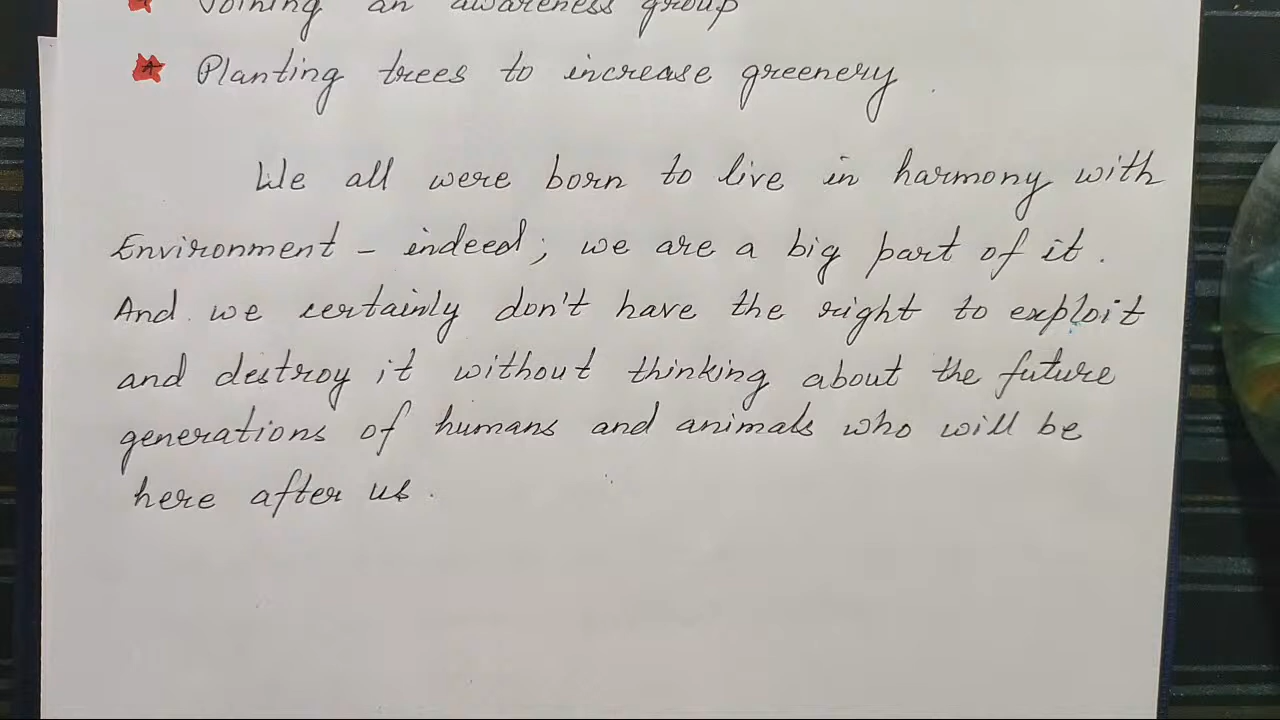 Joining an awareness group
Planting trees to increase greenery.
We all were born to live in harmony with
Environment - indeed; we are a big part of it.
And we certainly don't have the right to exploit
and destroy it without thinking about the future
generations of humans and animals who will be
here after us.